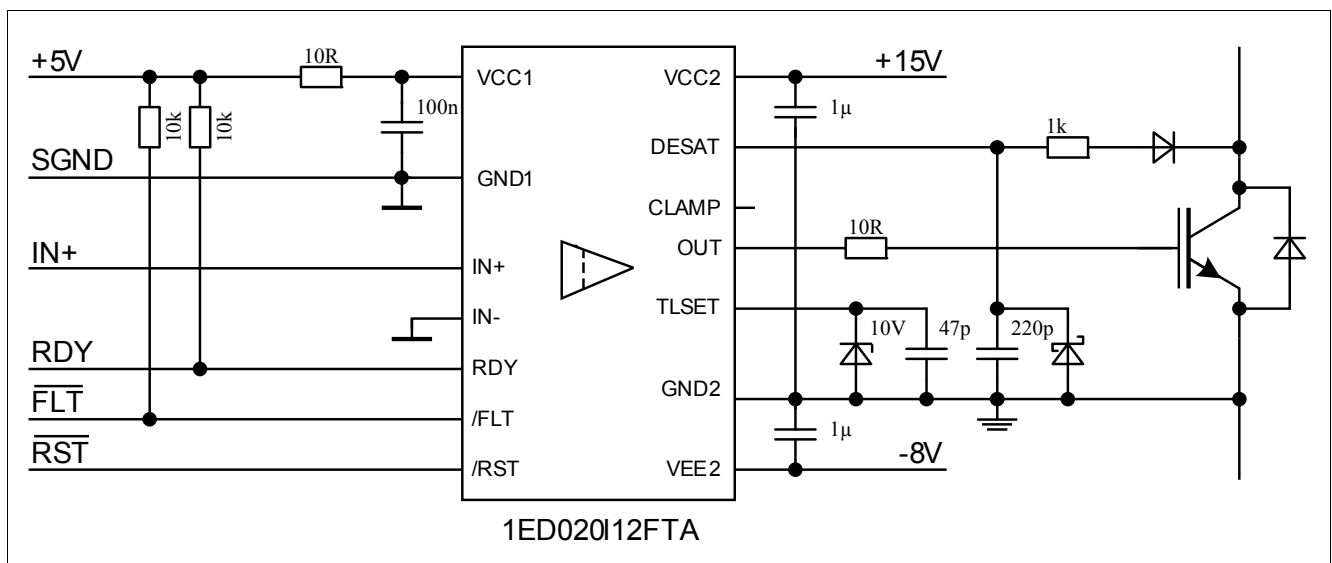 +5V
10R
10k
10k
100n
SGND
IN+
RDY
FLT
RST
VCC1
GND1
IN+
IN-
RDY
/FLT
/RST
VCC2
DESAT
CLAMP
OUT
TLSET
GND2
VEE2
+15V
1µ
1k
10R
10V
47p
220p
1µ
-8V
1ED020I12FTA